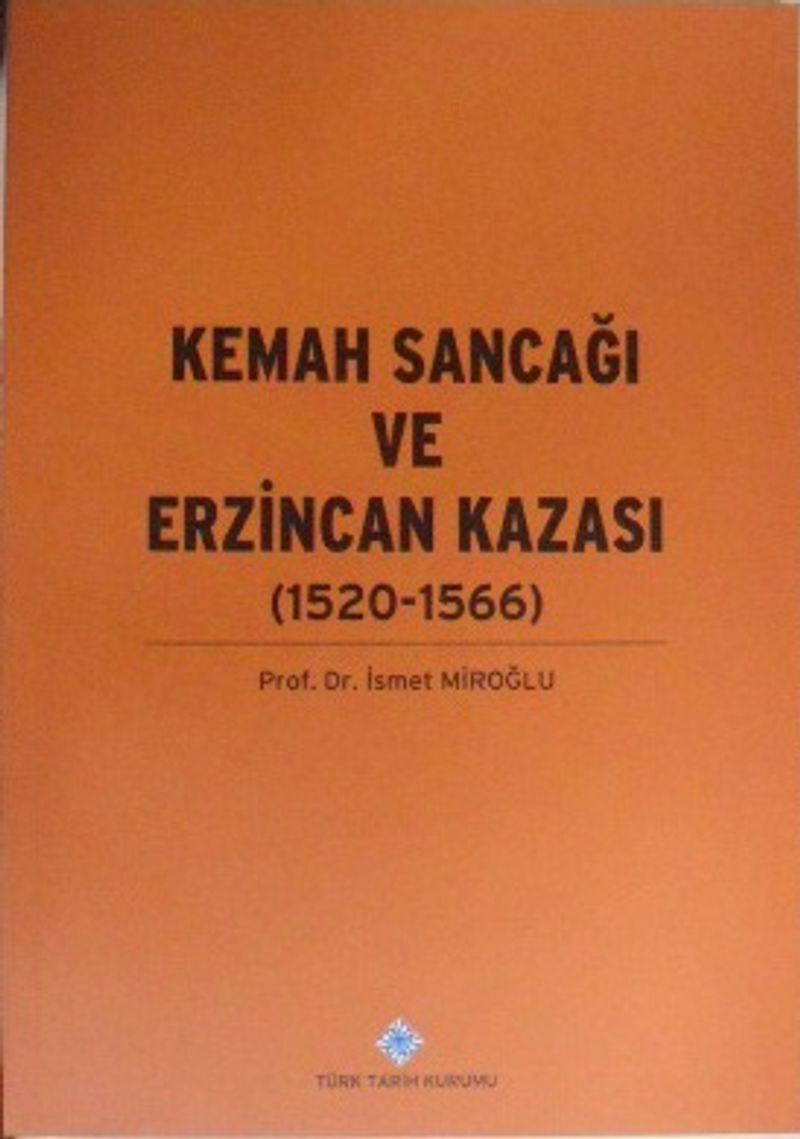 KEMAH SANCAĞI
VE
ERZİNCAN KAZASI
(1520-1566)
Prof. Dr. İsmet MİROĞLU
TÜRK TARİH KURUMU